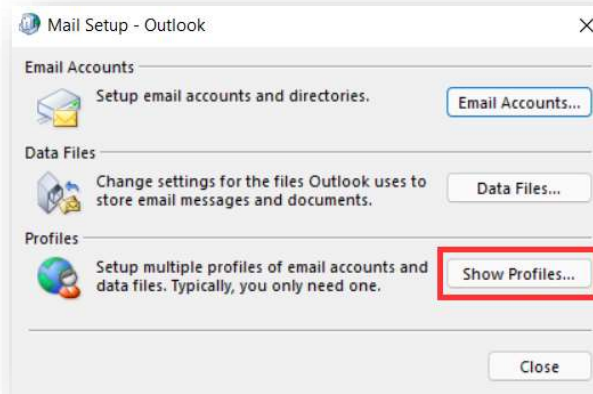 Mail Setup - Outlook
Email Accounts
Setup email accounts and directories.
Email Accounts...
Data Files
Change settings for the files Outlook uses to
store email messages and documents.
Data Files...
Profiles
Setup multiple profiles of email accounts and
data files. Typically, you only need one.
Show Profiles...
Close